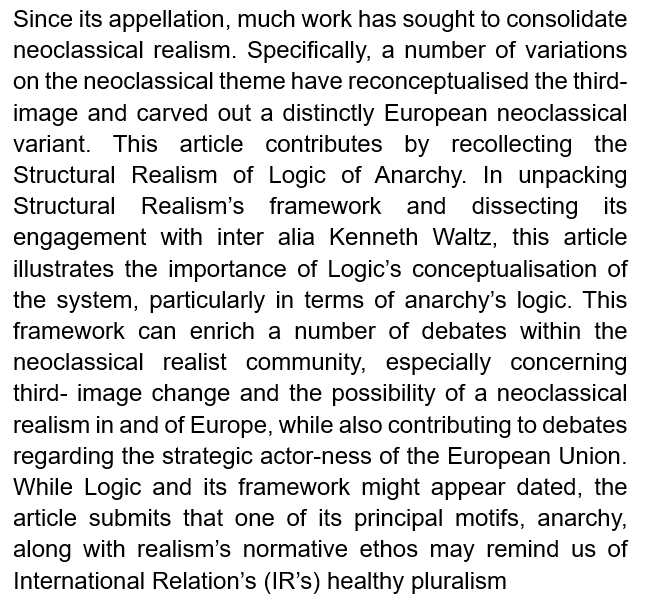 Since its appellation, much work has sought to consolidate
neoclassical realism. Specifically, a number of variations
on the neoclassical theme have reconceptualised the third-
image and carved out a distinctly European neoclassical
variant. This article contributes by recollecting the
Structural Realism of Logic of Anarchy. In unpacking
Structural Realism's framework and dissecting its
engagement with inter alia Kenneth Waltz, this article
illustrates the importance of Logic's conceptualisation of
the system, particularly in terms of anarchy's logic. This
framework can enrich a number of debates within the
neoclassical realist community, especially concerning
third- image change and the possibility of a neoclassical
realism in and of Europe, while also contributing to debates
regarding the strategic actor-ness of the European Union.
While Logic and its framework might appear dated, the
article submits that one of its principal motifs, anarchy,
along with realism's normative ethos may remind us of
International Relation's (IR's) healthy pluralism